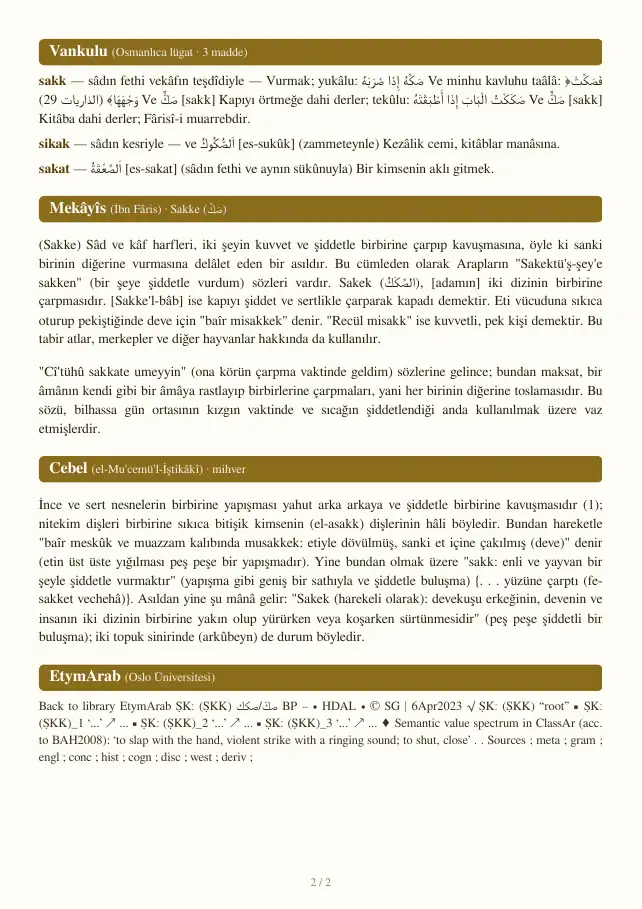 Vankulu (Osmanlıca lügat · 3 madde)
sakk — sâdın fethi vekâfın teşdîdiyle — Vurmak; yukâlu: صَكَّهُ إِذَا ضَرَبَهُ Ve minhu kavluhu taâlâ: ﴿فَصَكَّتْ
وَجْهَهَا﴾ (الذاريات 29) Ve صَكٌّ [sakk] Kapıyı örtmeğe dahi derler; tekûlu: صَكَكْتُ الْبَابَ إِذَا أَطْبَقْتَهُ Ve صَكٌّ [sakk]
Kitâba dahi derler; Fârisî-i muarrebdir.
sikak — sâdın kesriyle — ve اَلصُّكُوكُ [es-sukûk] (zammeteynle) Kezâlik cemi, kitâblar manâsına.
sakat — اَلصَّعْقَةُ [es-sakat] (sâdın fethi ve aynın sükûnuyla) Bir kimsenin aklı gitmek.
Mekâyîs (İbn Fâris) · Sakke (صَكَّ)
(Sakke) Sâd ve kâf harfleri, iki şeyin kuvvet ve şiddetle birbirine çarpıp kavuşmasına, öyle ki sanki
birinin diğerine vurmasına delâlet eden bir asıldır. Bu cümleden olarak Arapların "Sakektü'ş-şey'e
sakken" (bir şeye şiddetle vurdum) sözleri vardır. Sakek (الصَّكَكُ), [adamın] iki dizinin birbirine
çarpmasıdır. [Sakke'l-bâb] ise kapıyı şiddet ve sertlikle çarparak kapadı demektir. Eti vücuduna sıkıca
oturup pekiştiğinde deve için "baîr misakkek" denir. "Recül misakk" ise kuvvetli, pek kişi demektir. Bu
tabir atlar, merkepler ve diğer hayvanlar hakkında da kullanılır.
"Cî'tühû sakkate umeyyin" (ona körün çarpma vaktinde geldim) sözlerine gelince; bundan maksat, bir
âmânın kendi gibi bir âmâya rastlayıp birbirlerine çarpmaları, yani her birinin diğerine toslamasıdır. Bu
sözü, bilhassa gün ortasının kızgın vaktinde ve sıcağın şiddetlendiği anda kullanılmak üzere vaz
etmişlerdir.
Cebel (el-Mu'cemü'l-İştikâkî) · mihver
İnce ve sert nesnelerin birbirine yapışması yahut arka arkaya ve şiddetle birbirine kavuşmasıdır (1);
nitekim dişleri birbirine sıkıca bitişik kimsenin (el-asakk) dişlerinin hâli böyledir. Bundan hareketle
"baîr meskûk ve muazzam kalıbında musakkek: etiyle dövülmüş, sanki et içine çakılmış (deve)" denir
(etin üst üste yığılması peş peşe bir yapışmadır). Yine bundan olmak üzere "sakk: enli ve yayvan bir
şeyle şiddetle vurmaktır" (yapışma gibi geniş bir sathıyla ve şiddetle buluşma) {. . . yüzüne çarptı (fe-
sakket vechehâ)}. Asıldan yine şu mânâ gelir: "Sakek (harekeli olarak): devekuşu erkeğinin, devenin ve
insanın iki dizinin birbirine yakın olup yürürken veya koşarken sürtünmesidir" (peş peşe şiddetli bir
buluşma); iki topuk sinirinin (arkûbeyn) de durum böyledir.
EtymArab (Oslo Üniversitesi)
Back to library EtymArab ṢK: (ṢKK) صكّ/صكك BP – • HDAL • © SG | 6Apr2023 √ ṢK: (ṢKK) “root” ▪ ṢK:
(ṢKK)_1 ‘...’ ↗ ... ▪ ṢK: (ṢKK)_2 ‘...’ ↗ ... ▪ ṢK: (ṢKK)_3 ‘...’ ↗ ... ♦ Semantic value spectrum in ClassAr (acc.
to BAH2008): ‘to slap with the hand, violent strike with a ringing sound; to shut, close’ . . Sources ; meta ; gram ;
engl ; conc ; hist ; cogn ; disc ; west ; deriv ;
2 / 2